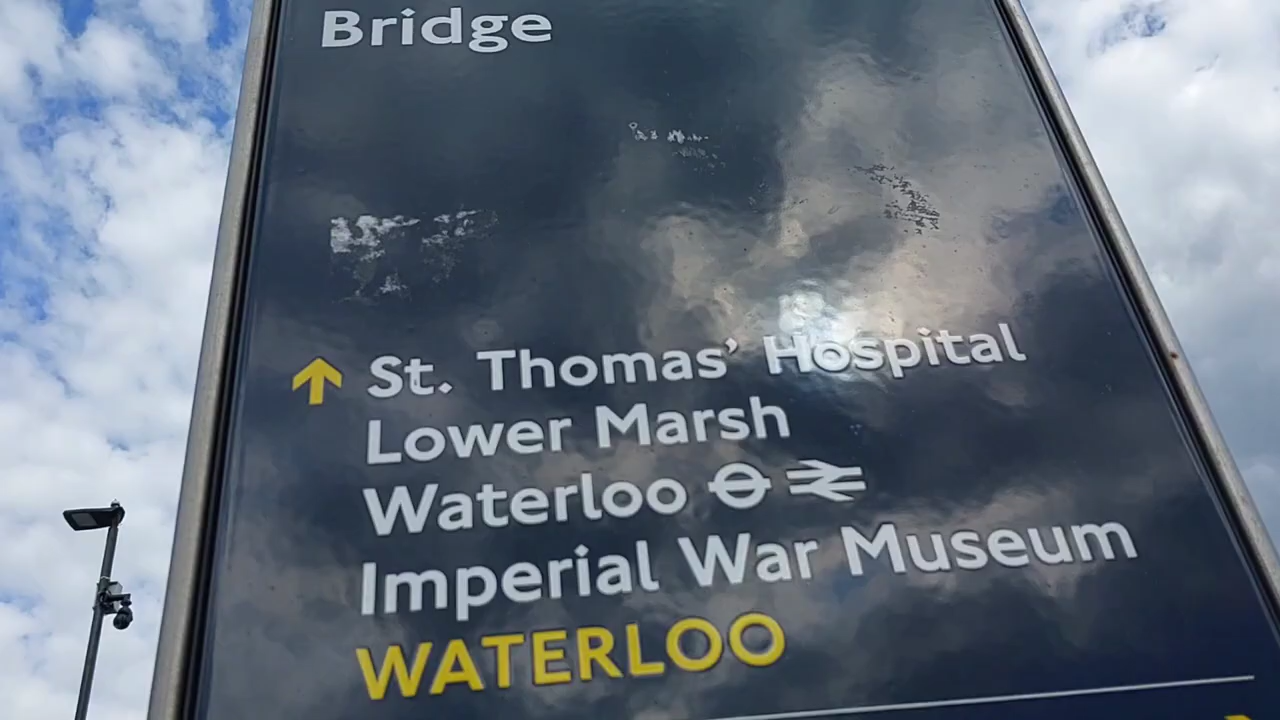 Bridge
St. Thomas' Hospital
Lower Marsh
Waterloo
Imperial War Museum
WATERLOO